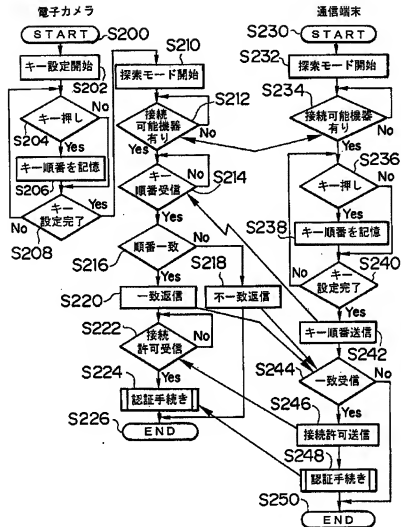 電子カメラ
START
S200
キー設定開始
S202
キー押し
No
S204
Yes
キー順番を記憶
S206
キー
設定完了
Yes
No
S208
S210
探素モード開始
S212
接続
可能機器
有り
No
Yes
S214
キー
順番受信
No
Yes
順番一致
No
S216
S218
Yes
S220
一致返信
不一致返信
S222
接続
許可受信
No
S224
Yes
認証手続き
S226
END
通信端末
S230
START
S232
探素モード開始
S234
接続可能機器
有り
No
Yes
S236
キー押し
No
S238
Yes
キー順番を記憶
S240
キー
設定完了
No
Yes
キー順番送信
S242
S244
一致受信
No
S246
Yes
接続許可送信
S248
認証手続き
S250
END